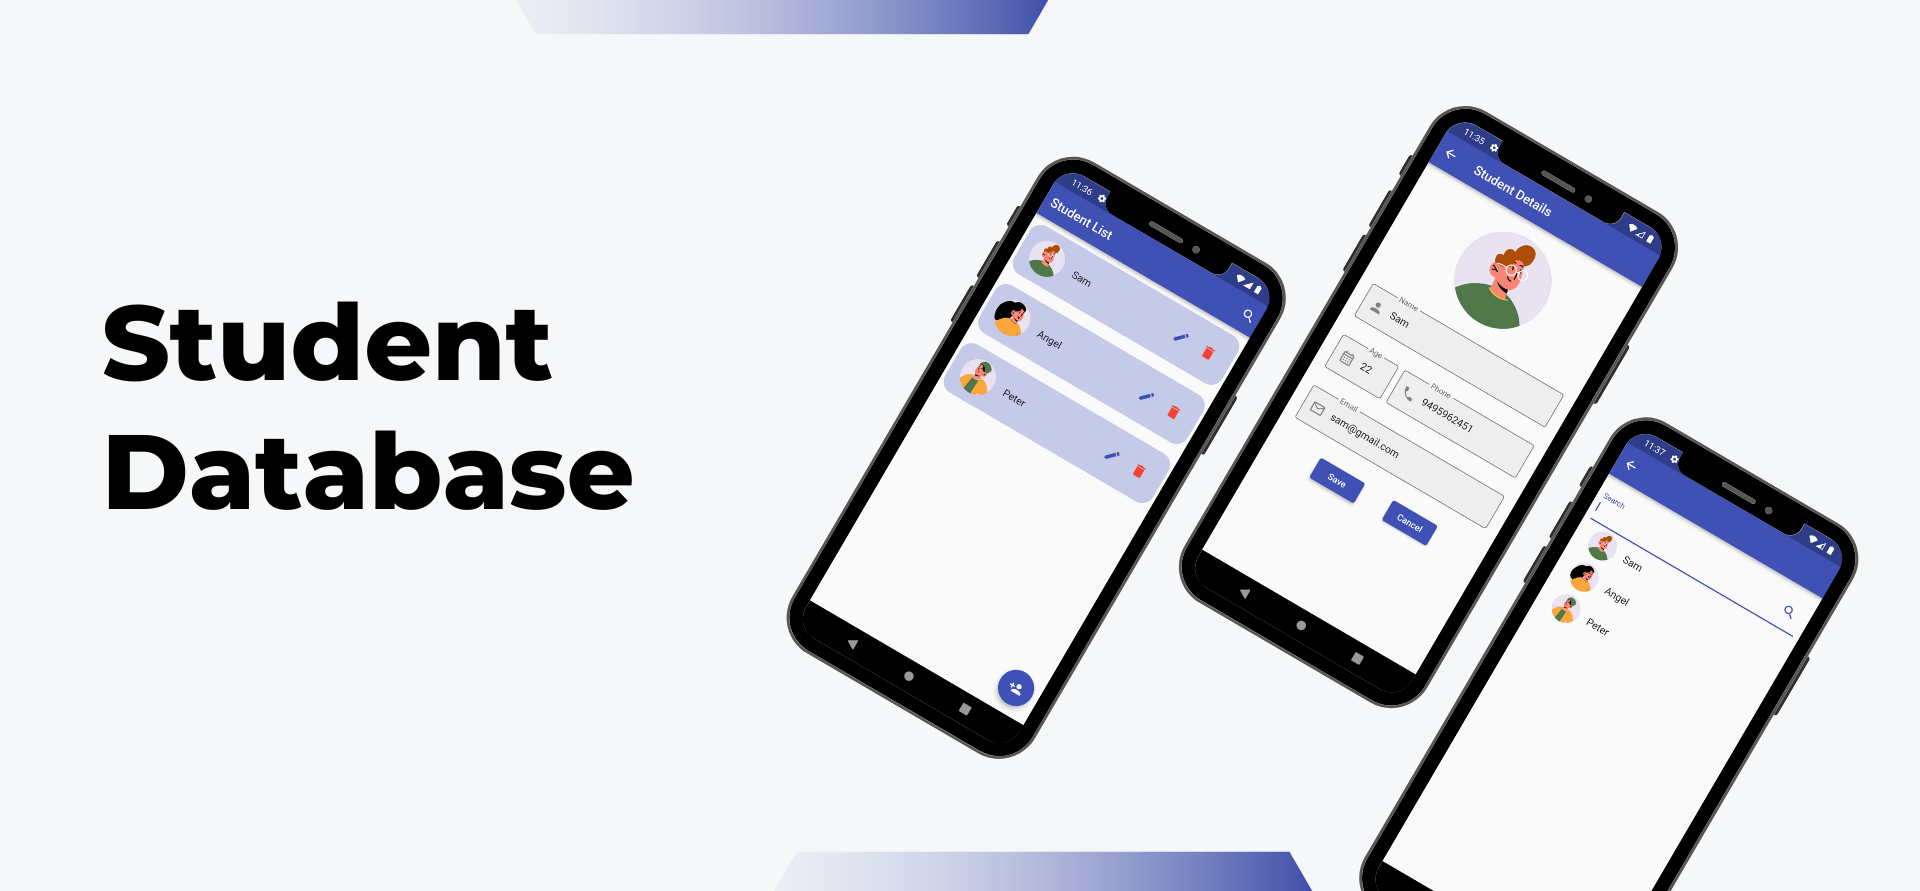 Student
Database
11:36
Student List
Sam
Angel
Peter
11:35
Student Details
Name
Sam
Age
22
Phone
9495962451
Email
sam@gmail.com
Save
Cancel
11:37
Search
Sam
Angel
Peter